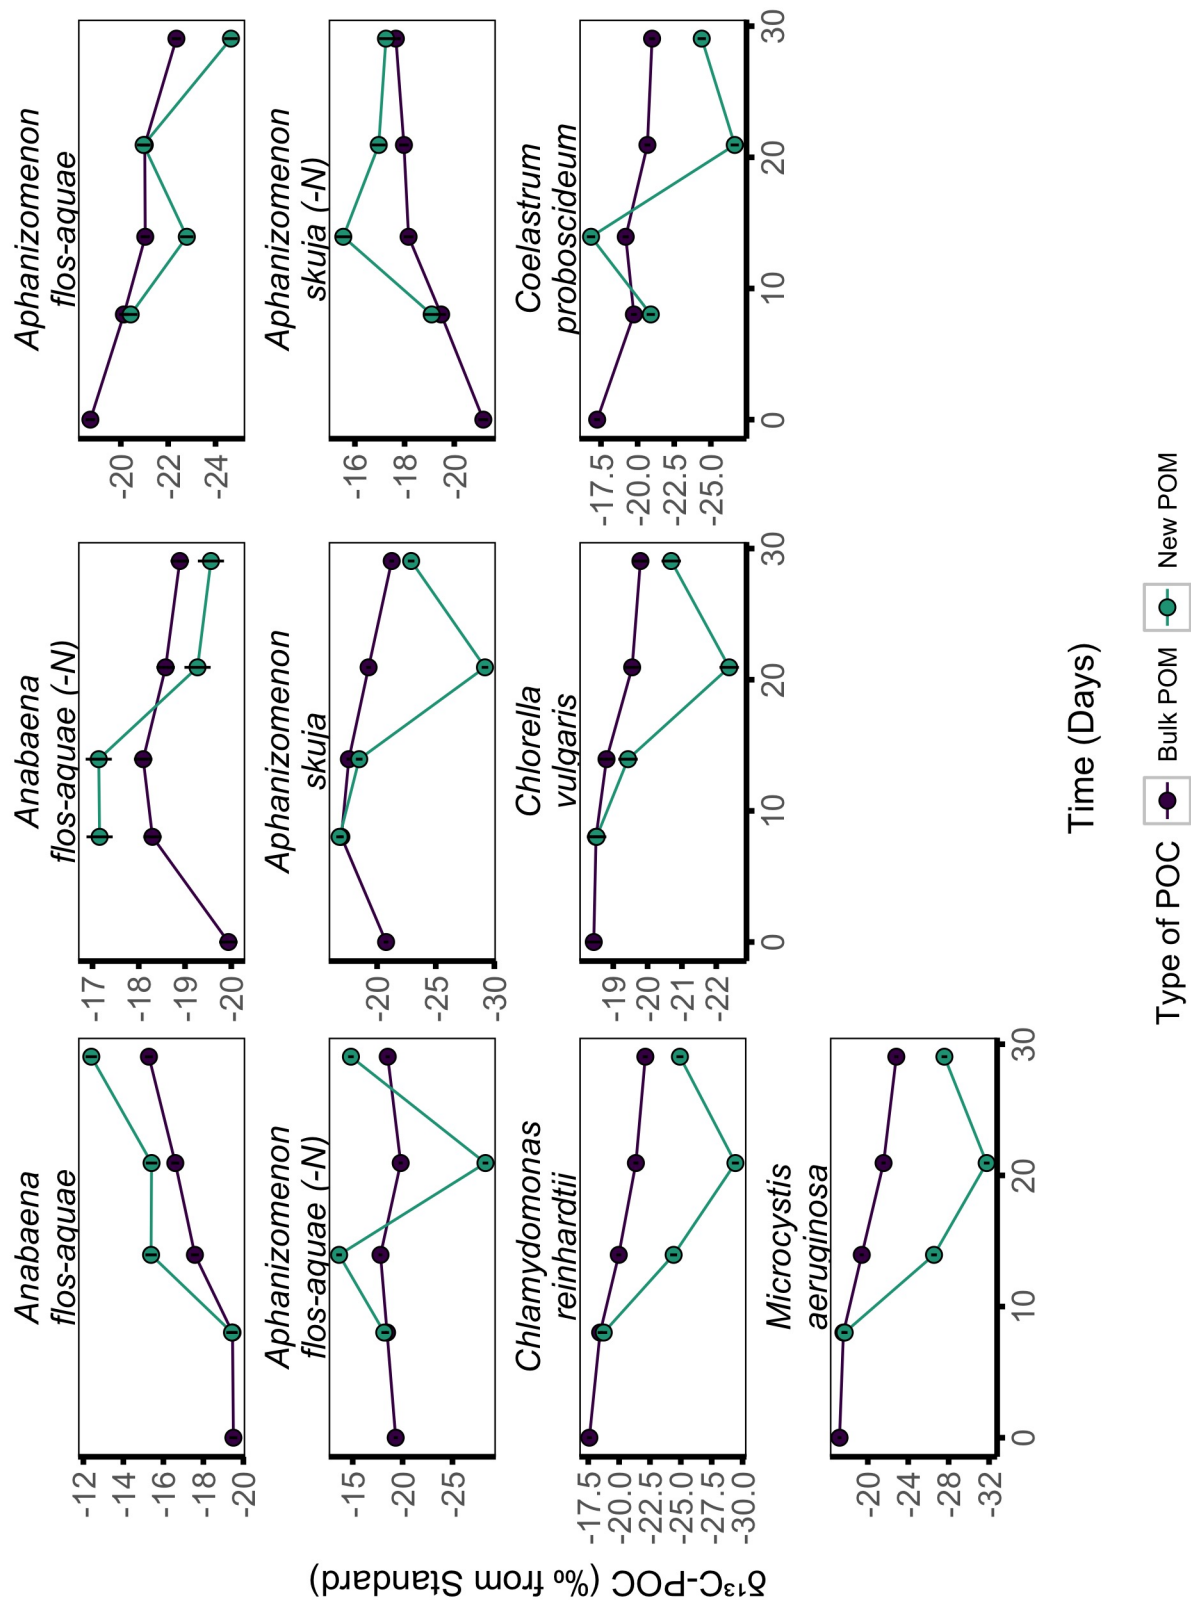 Anabaena
flos-aquae
-12
-14
-16
-18
-20
Anabaena
flos-aquae (-N)
-17
-18
-19
-20
Aphanizomenon
flos-aquae
-20
-22
-24
Aphanizomenon
flos-aquae (-N)
-15
-20
-25
Aphanizomenon
skuja
-20
-25
-30
Aphanizomenon
skuja (-N)
-16
-18
-20
Chlamydomonas
reinhardtii
-17.5
-20.0
-22.5
-25.0
-27.5
-30.0
Chlorella
vulgaris
-19
-20
-21
-22
0
10
20
30
Coelastrum
proboscideum
-17.5
-20.0
-22.5
-25.0
0
10
20
30
Microcystis
aeruginosa
-20
-24
-28
-32
0
10
20
30
δ¹³C-POC (‰ from Standard)
Time (Days)
Type of POC
Bulk POM
New POM